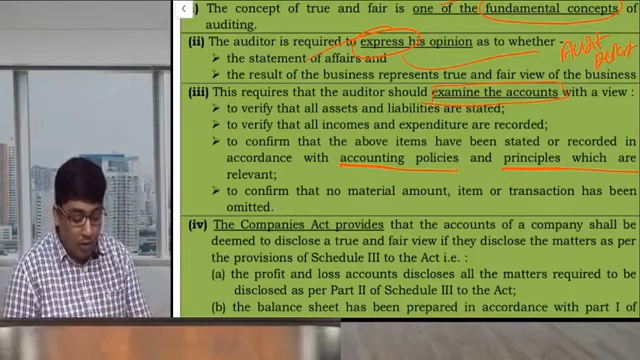 ) The concept of true and fair is one of the fundamental concepts of
auditing.
(ii) The auditor is required to express his opinion as to whether -
➢ the statement of affairs and
➢ the result of the business represents true and fair view of the business
Audit
Report
(iii) This requires that the auditor should examine the accounts with a view :
➢ to verify that all assets and liabilities are stated;
➢ to verify that all incomes and expenditure are recorded;
➢ to confirm that the above items have been stated or recorded in
accordance with accounting policies and principles which are
relevant;
➢ to confirm that no material amount, item or transaction has been
omitted.
(iv) The Companies Act provides that the accounts of a company shall be
deemed to disclose a true and fair view if they disclose the matters as per
the provisions of Schedule III to the Act i.e. :
(a) the profit and loss accounts discloses all the matters required to be
disclosed as per Part II of Schedule III to the Act;
(b) the balance sheet has been prepared in accordance with part I of